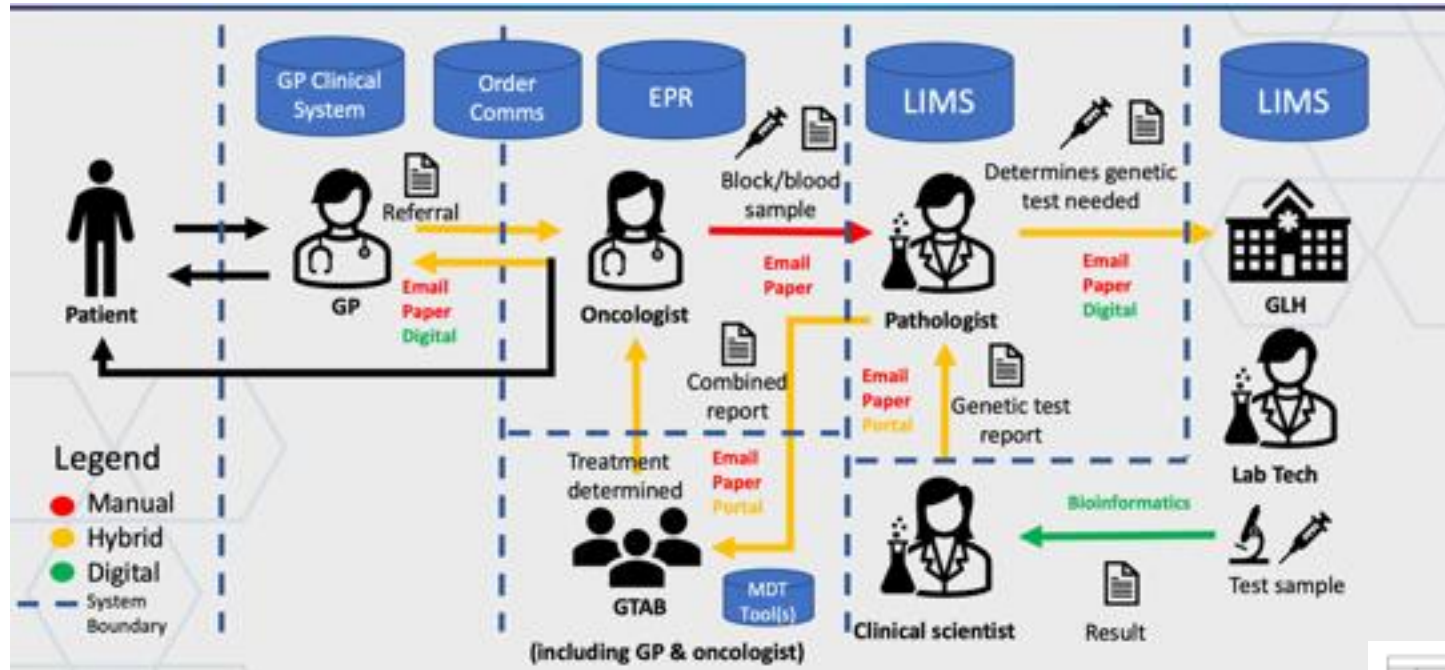 GP Clinical
System
Order
Comms
EPR
LIMS
LIMS
Referral
Block/blood
sample
Determines genetic
test needed
Email
Paper
Email
Paper
Digital
Email
Paper
Digital
Patient
GP
Oncologist
Pathologist
GLH
Combined
report
Email
Paper
Portal
Genetic test
report
Legend
Manual
Hybrid
Digital
System
Boundary
Treatment
determined
Email
Paper
Portal
Lab Tech
Bioinformatics
GTAB
MDT
Tool(s)
(including GP & oncologist)
Clinical scientist
Result
Test sample